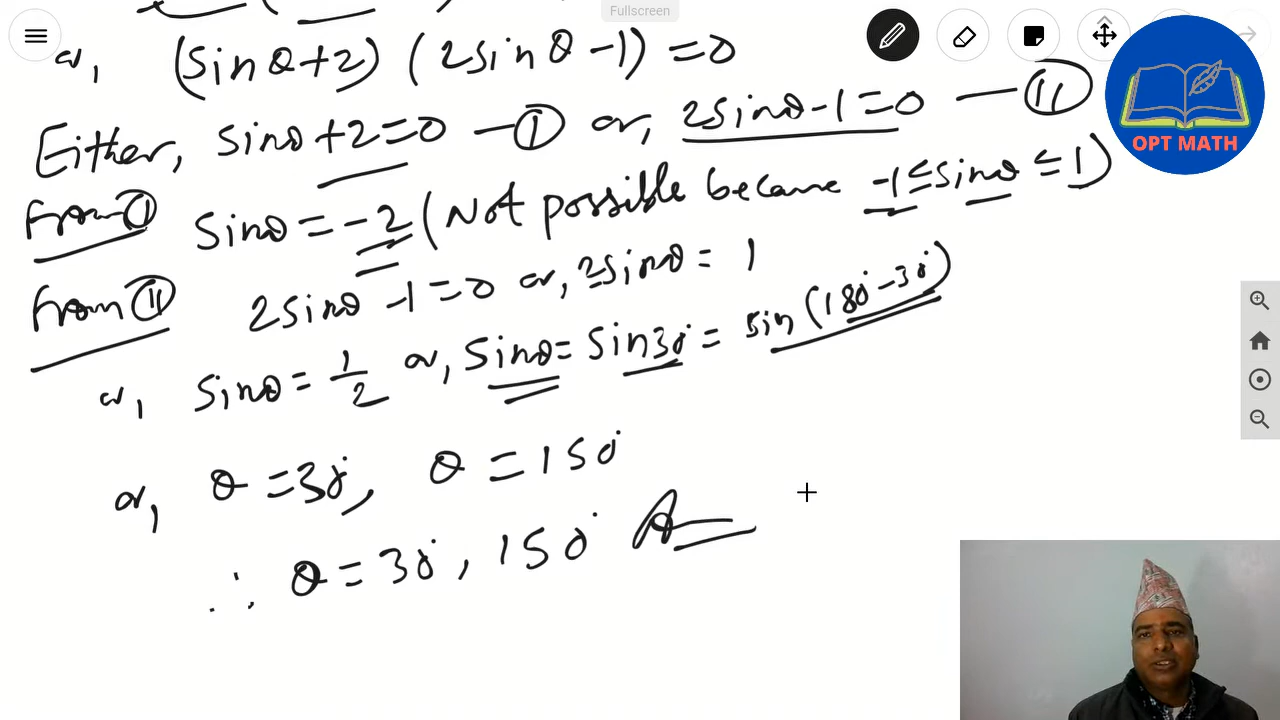 Fullscreen
or, (sinθ+2) (2sinθ-1) =0
OPT MATH
Either, sinθ+2=0 —Ⓘ or, 2sinθ-1=0 —Ⓘⓘ
From Ⓘ sinθ=-2 (Not possible because -1≤sinθ≤1)
From Ⓘⓘ 2sinθ-1=0 or, 2sinθ= 1
or, sinθ= 1/2 or, sinθ= sin30° = sin(180°-30°)
or, θ=30°, θ=150°
∴ θ=30°, 150° A